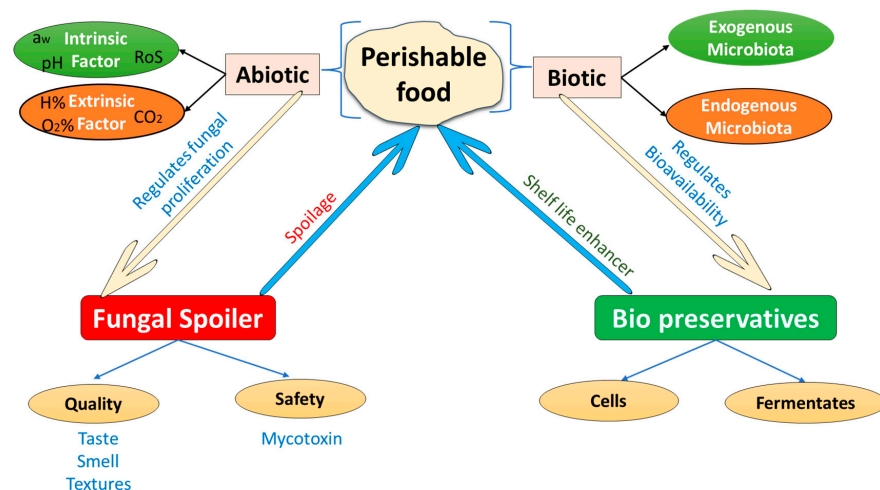 aw Intrinsic
pH Factor RoS
H% Extrinsic
O₂% Factor CO₂
Abiotic
Perishable
food
Biotic
Exogenous
Microbiota
Endogenous
Microbiota
Regulates fungal
proliferation
Spoilage
Shelf life enhancer
Regulates
Bioavailability
Fungal Spoiler
Bio preservatives
Quality
Safety
Cells
Fermentates
Taste
Smell
Textures
Mycotoxin